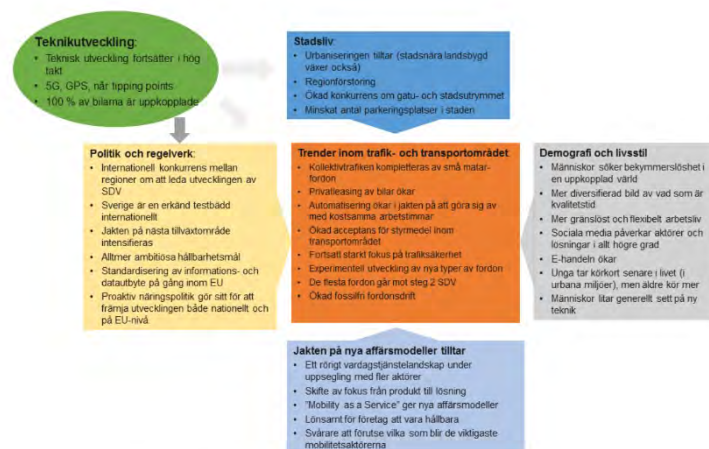 Teknikutveckling:
• Teknisk utveckling fortsätter i hög
takt
• 5G, GPS, når tipping points
• 100 % av bilarna är uppkopplade
Stadsliv:
• Urbaniseringen tilltar (stadsnära landsbygd
växer också)
• Regionförstoring
• Ökad konkurrens om gatu- och stadsutrymmet
• Minskat antal parkeringsplatser i staden
Politik och regelverk:
• Internationell konkurrens mellan
regioner om att leda utvecklingen av
SDV
• Sverige är en erkänd testbädd
internationellt
• Jakten på nästa tillväxtområde
intensifieras
• Alltmer ambitiösa hållbarhetsmål
• Standardisering av informations- och
datautbyte på gång inom EU
• Proaktiv näringspolitik gör sitt för att
främja utvecklingen både nationellt och
på EU-nivå
Trender inom trafik- och transportområdet:
• Kollektivtrafiken kompletteras av små matar-
fordon
• Privatleasing av bilar ökar
• Automatisering ökar i jakten på att göra sig av
med kostsamma arbetstimmar
• Ökad acceptans för styrmedel inom
transportområdet
• Fortsatt starkt fokus på trafiksäkerhet
• Experimentell utveckling av nya typer av fordon
• De flesta fordon går mot steg 2 SDV
• Ökad fossilfri fordonsdrift
Demografi och livsstil
• Människor söker bekymmerslöshet i
en uppkopplad värld
• Mer diversifierad bild av vad som är
kvalitetstid
• Mer gränslöst och flexibelt arbetsliv
• Sociala media påverkar aktörer och
lösningar i allt högre grad
• E-handeln ökar
• Unga tar körkort senare i livet (i
urbana miljöer), men äldre kör mer
• Människor litar generellt sett på ny
teknik
Jakten på nya affärsmodeller tilltar
• Ett rörigt vardagstjänstelandskap under
uppsegling med fler aktörer
• Skifte av fokus från produkt till lösning
• "Mobility as a Service" ger nya affärsmodeller
• Lönsamt för företag att vara hållbara
• Svårare att förutse vilka som blir de viktigaste
mobilitetsaktörerna